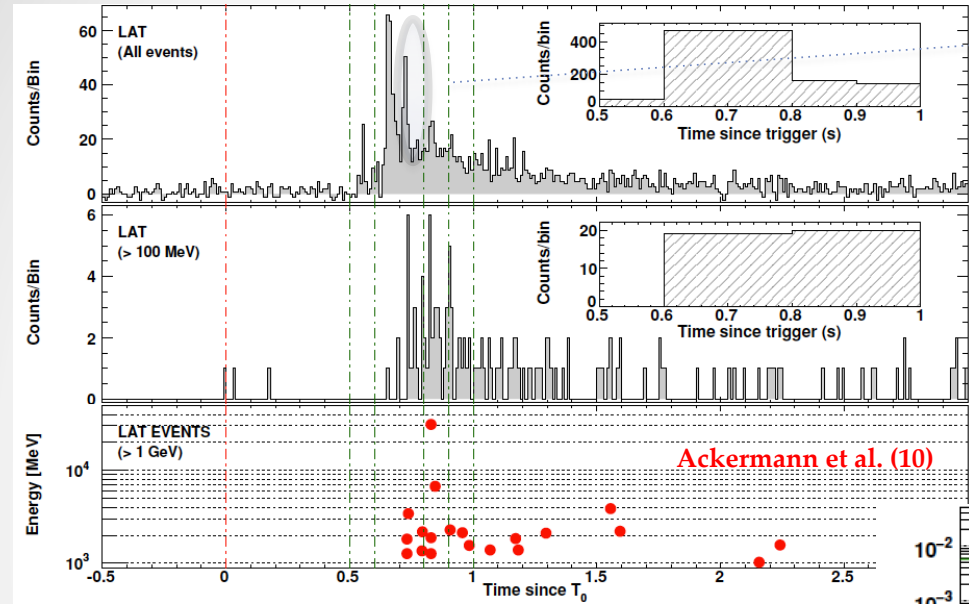 LAT
(All events)
Counts/Bin
60
40
20
0
Counts/bin
400
200
0
0.5 0.6 0.7 0.8 0.9 1
Time since trigger (s)
LAT
(> 100 MeV)
Counts/Bin
6
4
2
0
Counts/bin
20
10
0
0.5 0.6 0.7 0.8 0.9 1
Time since trigger (s)
LAT EVENTS
(> 1 GeV)
Energy [MeV]
10⁴
10³
Ackermann et al. (10)
-0.5 0 0.5 1 1.5 2 2.5
Time since T₀
10⁻²
10⁻³